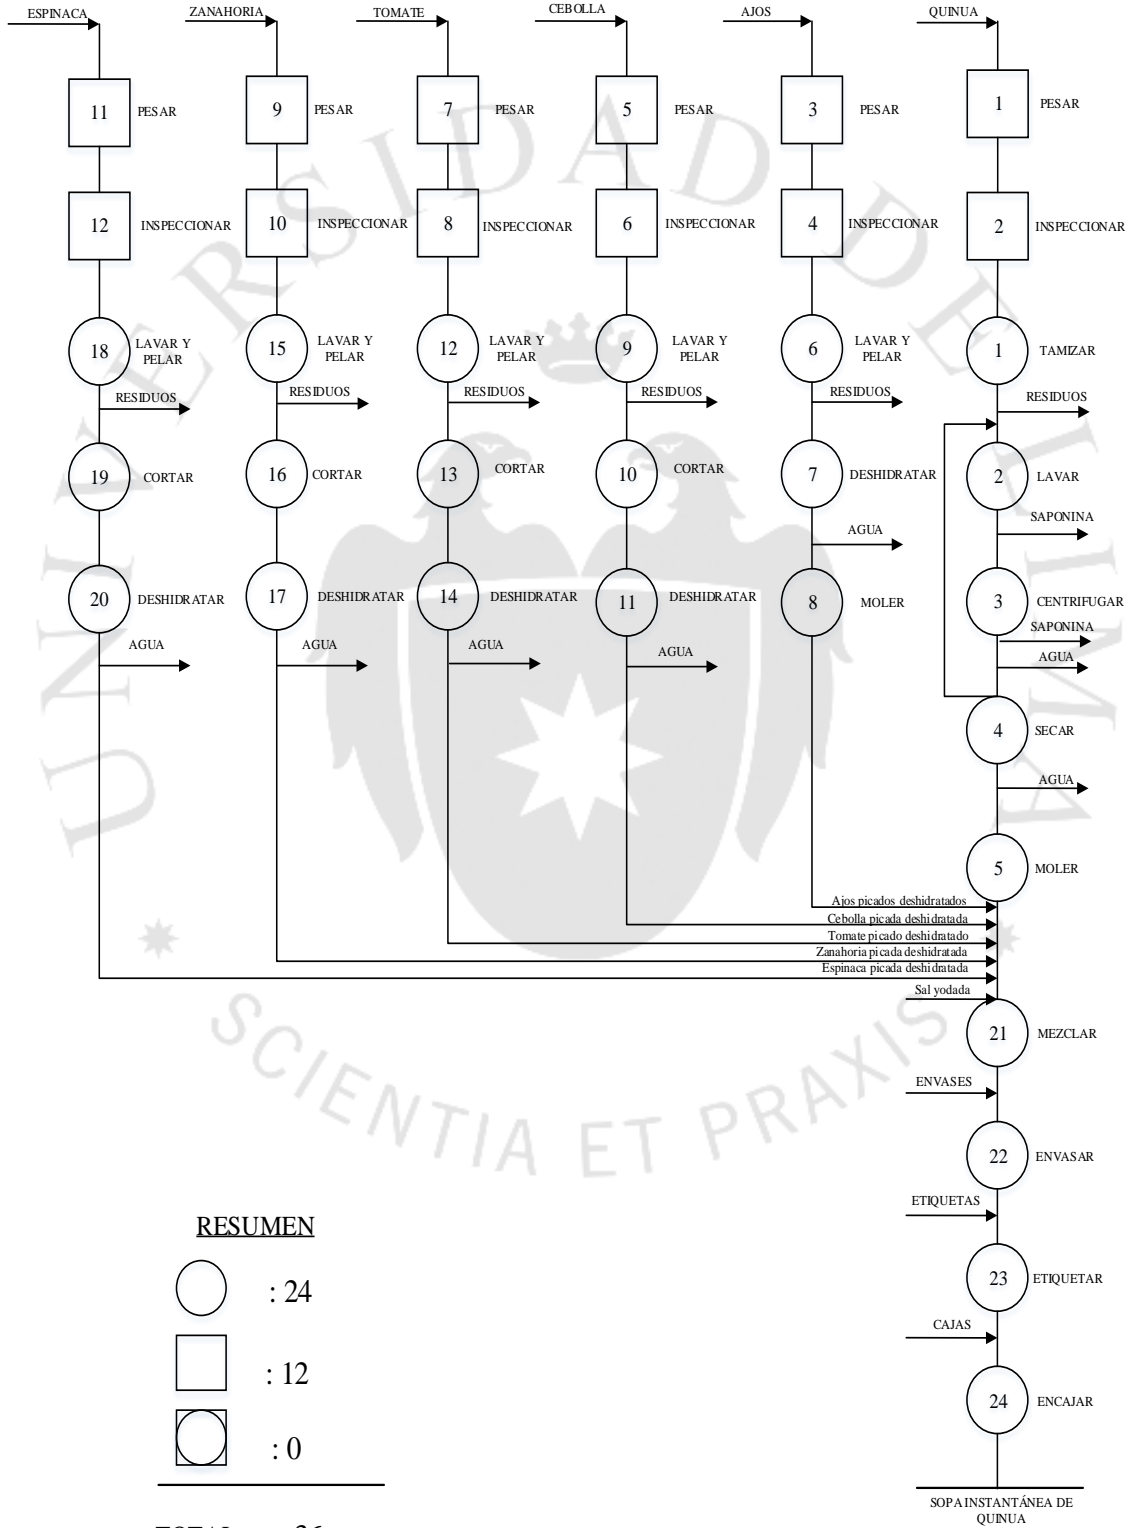 ESPINACA
ZANAHORIA
TOMATE
CEBOLLA
AJOS
QUINUA
11 PESAR
9 PESAR
7 PESAR
5 PESAR
3 PESAR
1 PESAR
12 INSPECCIONAR
10 INSPECCIONAR
8 INSPECCIONAR
6 INSPECCIONAR
4 INSPECCIONAR
2 INSPECCIONAR
18 LAVAR Y
PELAR
15 LAVAR Y
PELAR
12 LAVAR Y
PELAR
9 LAVAR Y
PELAR
6 LAVAR Y
PELAR
1 TAMIZAR
RESIDUOS
RESIDUOS
RESIDUOS
RESIDUOS
RESIDUOS
RESIDUOS
19 CORTAR
16 CORTAR
13 CORTAR
10 CORTAR
7 DESHIDRATAR
2 LAVAR
SAPONINA
AGUA
20 DESHIDRATAR
17 DESHIDRATAR
14 DESHIDRATAR
11 DESHIDRATAR
8 MOLER
3 CENTRIFUGAR
SAPONINA
AGUA
AGUA
AGUA
AGUA
AGUA
4 SECAR
AGUA
5 MOLER
Ajos picados deshidratados
Cebolla picada deshidratada
Tomate picado deshidratado
Zanahoria picada deshidratada
Espinaca picada deshidratada
Sal yodada
21 MEZCLAR
ENVASES
22 ENVASAR
ETIQUETAS
23 ETIQUETAR
CAJAS
24 ENCAJAR
SOPA INSTANTÁNEA DE
QUINUA
RESUMEN
: 24
: 12
: 0
UNIVERSIDAD DE LIMA
SCIENTIA ET PRAXIS